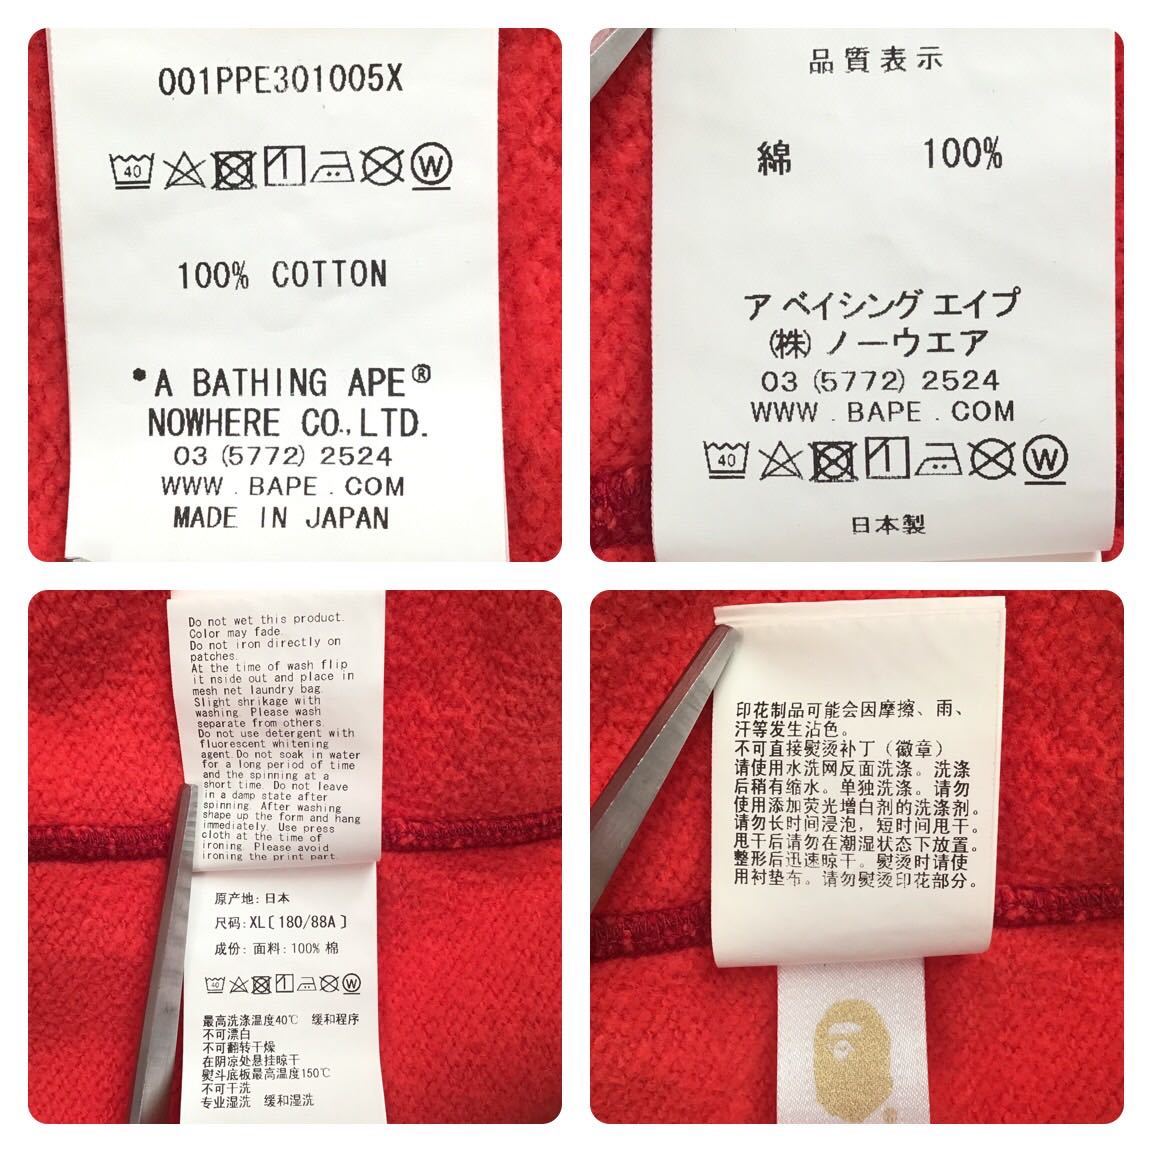 001PPE301005X
40
100% COTTON
•A BATHING APE®
NOWHERE CO.,LTD.
03 (5772) 2524
WWW.BAPE.COM
MADE IN JAPAN
品質表示
綿 100%
ア ベイシング エイプ
(株) ノーウエア
03 (5772) 2524
WWW.BAPE.COM
40
日本製
Do not wet this product.
Color may fade.
Do not iron directly on
patches.
At the time of wash flip
it nside out and place in
mesh net laundry bag.
Slight shrikage with
washing. Please wash
separate from others.
Do not use detergent with
fluorescent whitening
agent.Do not soak in water
for a long period of time
and the spinning at a
short time. Do not leave
in a damp state after
spinning. After washing
shape up the form and hang
immediately. Use press
cloth at the time of
ironing. Please avoid
ironing the print part.
原产地: 日本
尺码: XL[180/88A]
成份: 面料: 100% 棉
40
最高洗涤温度40℃ 缓和程序
不可漂白
不可翻转干燥
在阴凉处悬挂晾干
熨斗底板最高温度150℃
不可干洗
专业湿洗 缓和湿洗
印花制品可能会因摩擦、雨、
汗等发生沾色。
不可直接熨烫补丁（徽章）
请使用水洗网反面洗涤。洗涤
后稍有缩水。单独洗涤。请勿
使用添加荧光增白剂的洗涤剂。
请勿长时间浸泡，短时间甩干。
甩干后请勿在潮湿状态下放置。
整形后迅速晾干。熨烫时请使
用衬垫布。请勿熨烫印花部分。
®